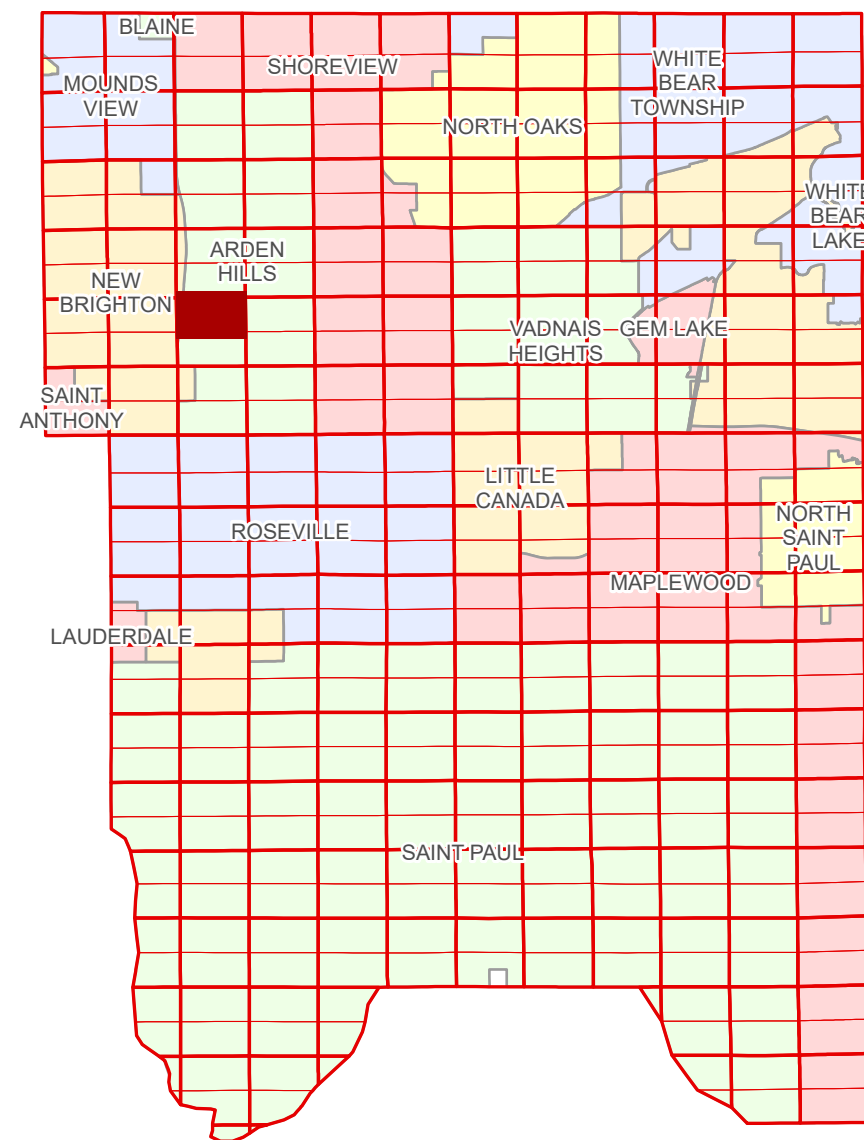 BLAINE
SHOREVIEW
WHITE
BEAR
TOWNSHIP
MOUNDS
VIEW
NORTH OAKS
WHITE
BEAR
LAKE
ARDEN
HILLS
NEW
BRIGHTON
VADNAIS
HEIGHTS
GEM LAKE
SAINT
ANTHONY
LITTLE
CANADA
ROSEVILLE
NORTH
SAINT
PAUL
MAPLEWOOD
LAUDERDALE
SAINT PAUL